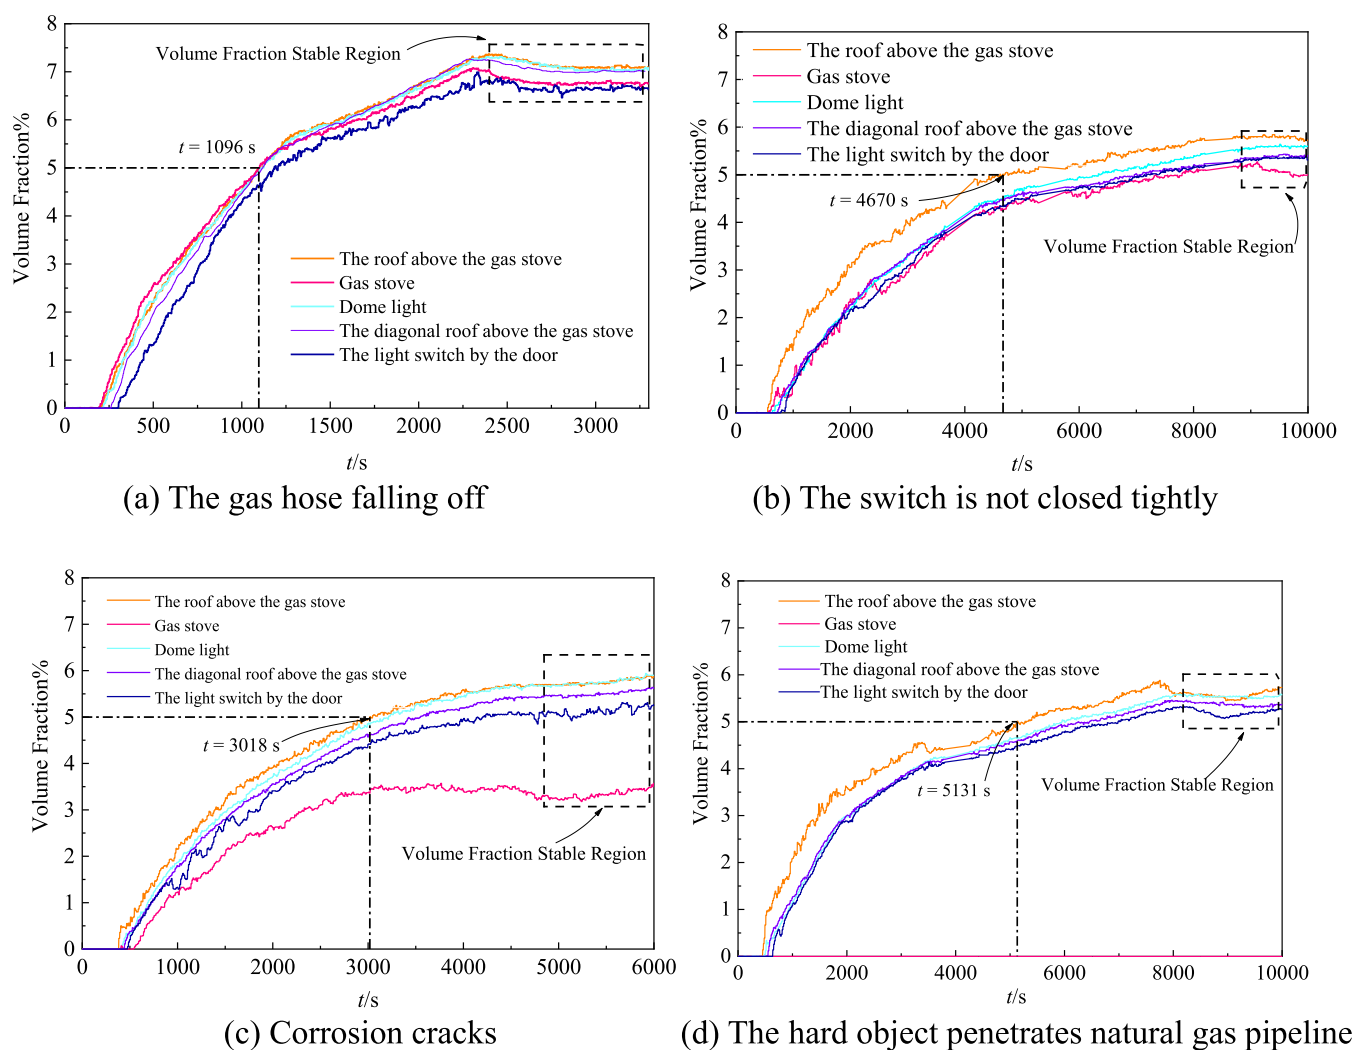 8
7
6
5
4
3
2
1
0
Volume Fraction%
Volume Fraction Stable Region
t = 1096 s
The roof above the gas stove
Gas stove
Dome light
The diagonal roof above the gas stove
The light switch by the door
0 500 1000 1500 2000 2500 3000
t/s
(a) The gas hose falling off
8
7
6
5
4
3
2
1
0
Volume Fraction%
The roof above the gas stove
Gas stove
Dome light
The diagonal roof above the gas stove
The light switch by the door
t = 4670 s
Volume Fraction Stable Region
0 2000 4000 6000 8000 10000
t/s
(b) The switch is not closed tightly
8
7
6
5
4
3
2
1
0
Volume Fraction%
The roof above the gas stove
Gas stove
Dome light
The diagonal roof above the gas stove
The light switch by the door
t = 3018 s
Volume Fraction Stable Region
0 1000 2000 3000 4000 5000 6000
t/s
(c) Corrosion cracks
8
7
6
5
4
3
2
1
0
Volume Fraction%
The roof above the gas stove
Gas stove
Dome light
The diagonal roof above the gas stove
The light switch by the door
t = 5131 s
Volume Fraction Stable Region
0 2000 4000 6000 8000 10000
t/s
(d) The hard object penetrates natural gas pipeline